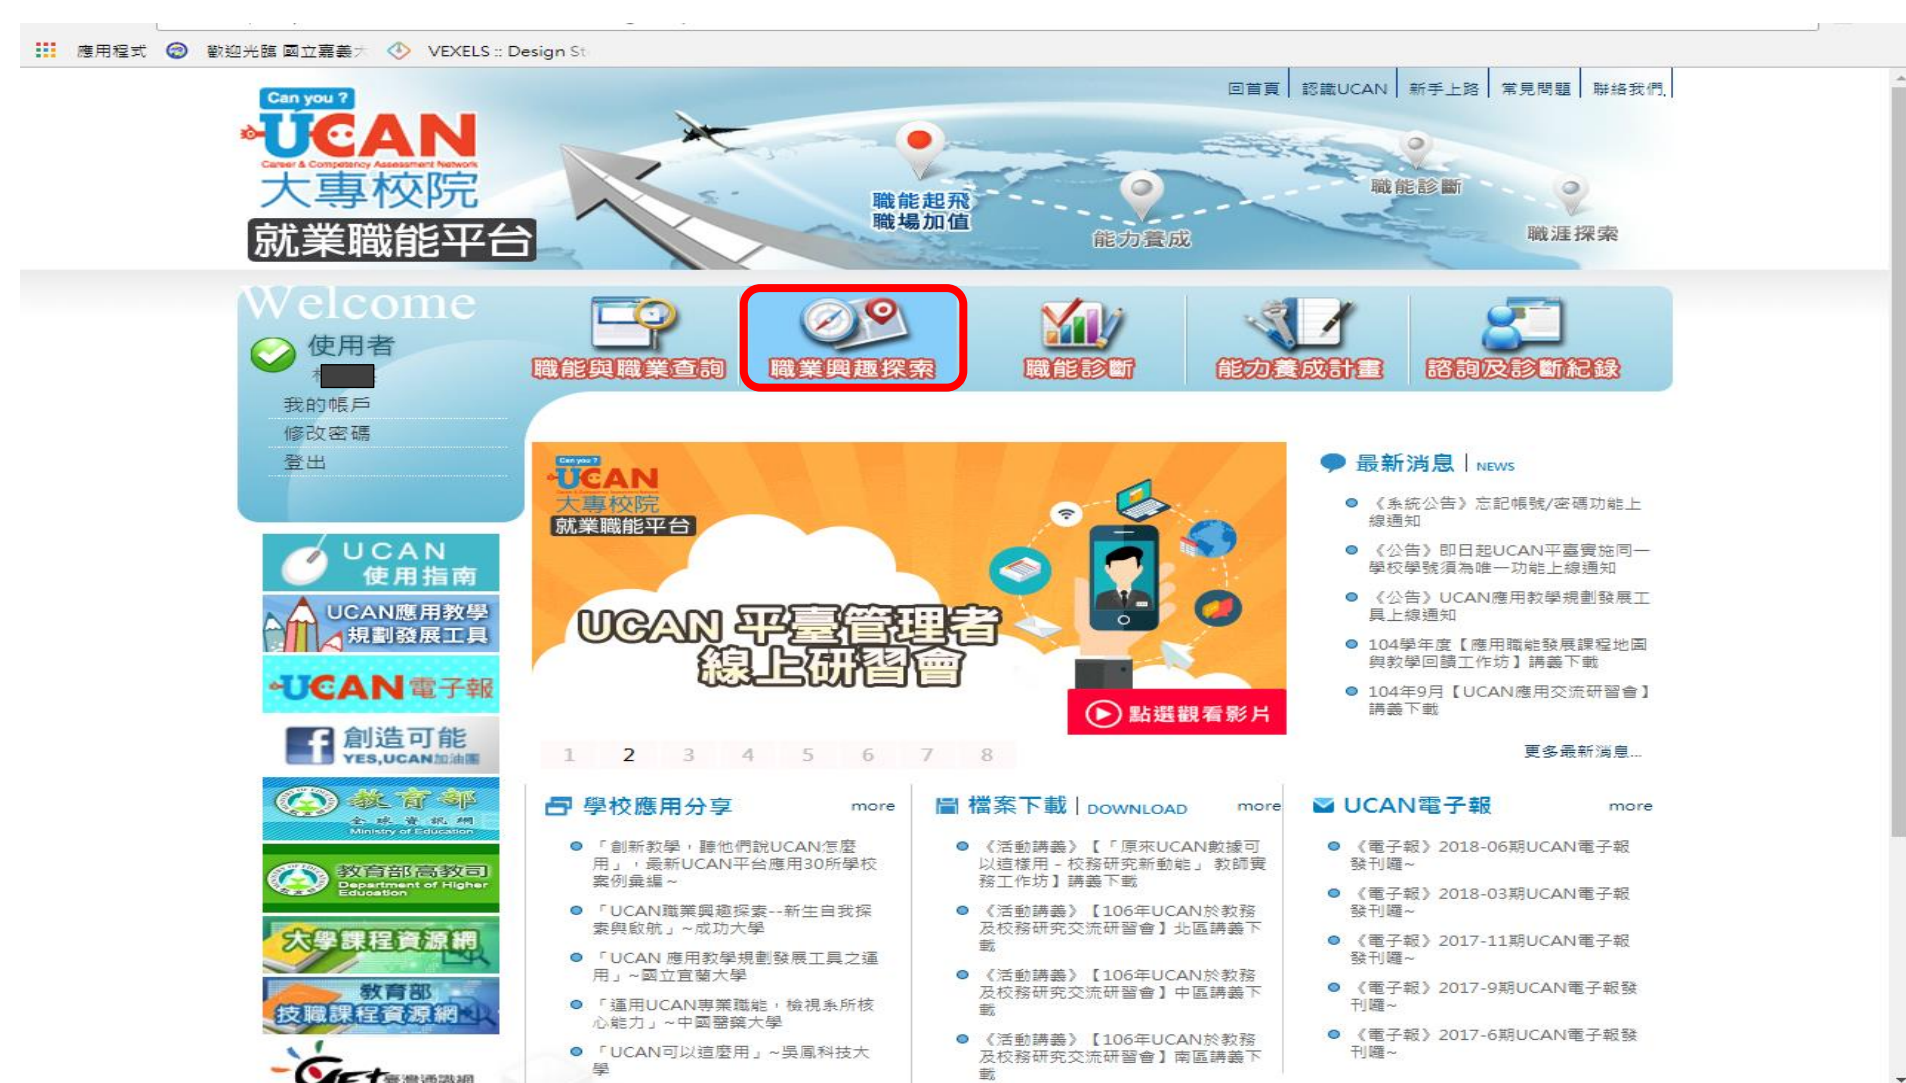 應用程式 歡迎光臨 國立嘉義大 VEXELS :: Design St
回首頁 認識UCAN 新手上路 常見問題 聯絡我們
Can you ?
UCAN
Career & Competency Assessment Network
大專校院
就業職能平台
職能起飛
職場加值
能力養成
職能診斷
職涯探索
Welcome
使用者
我的帳戶
修改密碼
登出
職能與職業查詢 職業興趣探索 職能診斷 能力養成計畫 諮詢及診斷紀錄
UCAN
使用指南
UCAN應用教學
規劃發展工具
UCAN電子報
創造可能
YES,UCAN加油團
教育部
全球資訊網
Ministry of Education
教育部高教司
Department of Higher
Education
大學課程資源網
教育部
技職課程資源網
GET臺灣通識網
Can you ?
UCAN
大專校院
就業職能平台
UCAN 平臺管理者
線上研習會
點選觀看影片
1 2 3 4 5 6 7 8
最新消息 NEWS
《系統公告》忘記帳號/密碼功能上
線通知
《公告》即日起UCAN平臺實施同一
學校學號須為唯一功能上線通知
《公告》UCAN應用教學規劃發展工
具上線通知
104學年度【應用職能發展課程地圖
與教學回饋工作坊】講義下載
104年9月【UCAN應用交流研習會】
講義下載
更多最新消息...
學校應用分享 more
「創新教學，聽他們說UCAN怎麼
用」，最新UCAN平台應用30所學校
案例彙編~
「UCAN職業興趣探索--新生自我探
索與啟航」~成功大學
「UCAN 應用教學規劃發展工具之運
用」~國立宜蘭大學
「運用UCAN專業職能，檢視系所核
心能力」~中國醫藥大學
「UCAN可以這麼用」~吳鳳科技大
學
檔案下載 DOWNLOAD more
《活動講義》【「原來UCAN數據可
以這樣用 - 校務研究新動能」 教師實
務工作坊】講義下載
《活動講義》【106年UCAN於教務
及校務研究交流研習會】北區講義下
載
《活動講義》【106年UCAN於教務
及校務研究交流研習會】中區講義下
載
《活動講義》【106年UCAN於教務
及校務研究交流研習會】南區講義下
載
UCAN電子報 more
《電子報》2018-06期UCAN電子報
發刊囉~
《電子報》2018-03期UCAN電子報
發刊囉~
《電子報》2017-11期UCAN電子報
發刊囉~
《電子報》2017-9期UCAN電子報發
刊囉~
《電子報》2017-6期UCAN電子報發
刊囉~